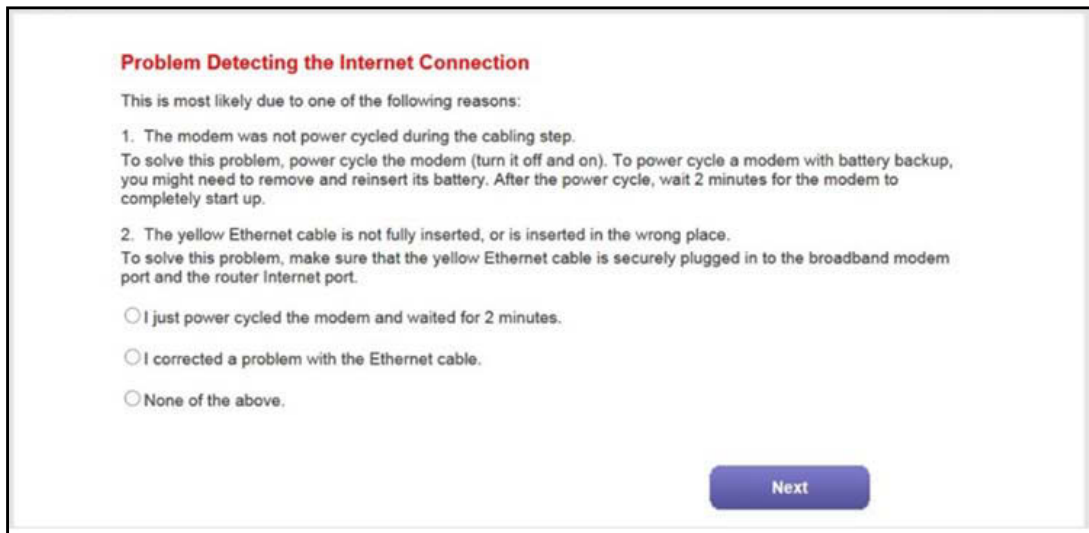 Problem Detecting the Internet Connection
This is most likely due to one of the following reasons:
1. The modem was not power cycled during the cabling step.
To solve this problem, power cycle the modem (turn it off and on). To power cycle a modem with battery backup,
you might need to remove and reinsert its battery. After the power cycle, wait 2 minutes for the modem to
completely start up.
2. The yellow Ethernet cable is not fully inserted, or is inserted in the wrong place.
To solve this problem, make sure that the yellow Ethernet cable is securely plugged in to the broadband modem
port and the router Internet port.
I just power cycled the modem and waited for 2 minutes.
I corrected a problem with the Ethernet cable.
None of the above.
Next